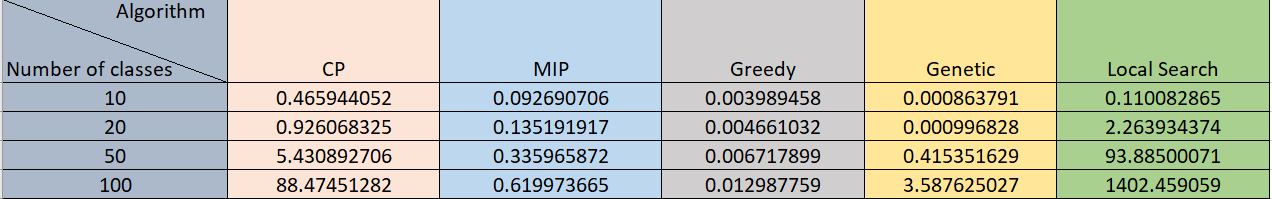 Algorithm
Number of classes CP MIP Greedy Genetic Local Search
10 0.465944052 0.092690706 0.003989458 0.000863791 0.110082865
20 0.926068325 0.135191917 0.004661032 0.000996828 2.263934374
50 5.430892706 0.335965872 0.006717899 0.415351629 93.88500071
100 88.47451282 0.619973665 0.012987759 3.587625027 1402.459059